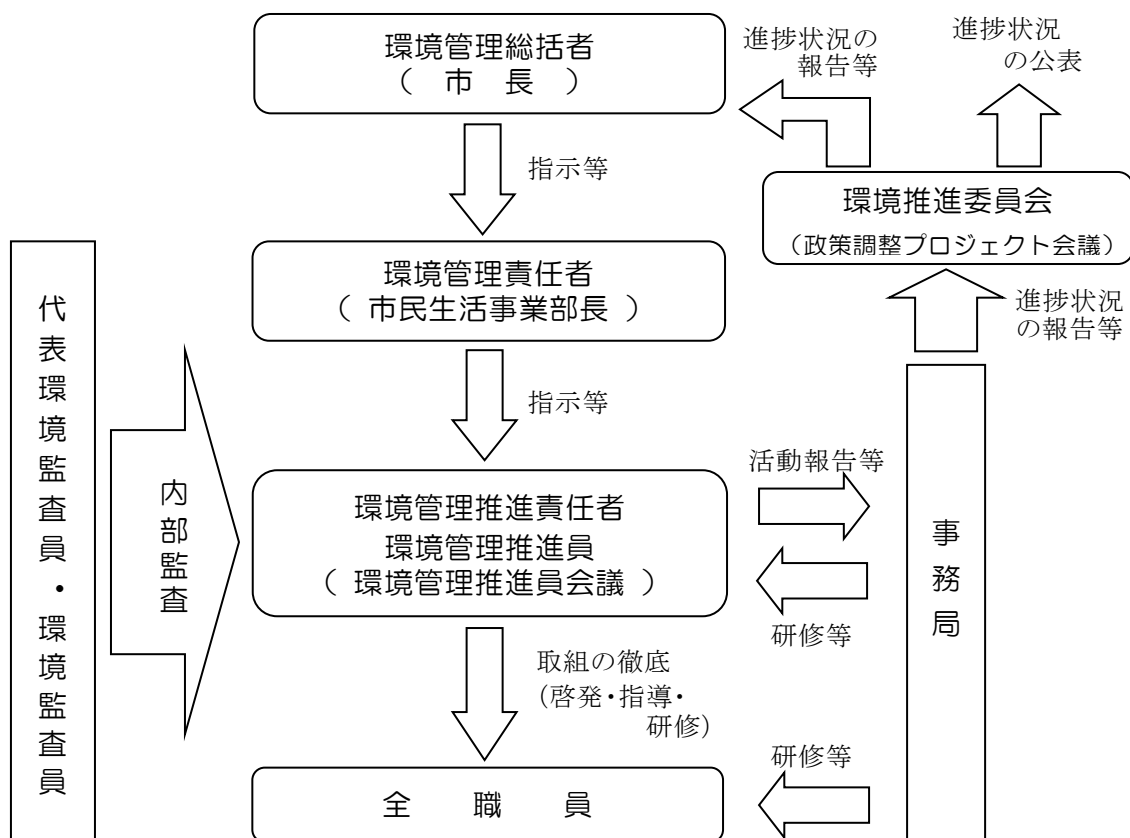 環境管理総括者
( 市 長 )
進捗状況の
報告等
進捗状況
の公表
指示等
環境推進委員会
(政策調整プロジェクト会議)
環境管理責任者
( 市民生活事業部長 )
進捗状況
の報告等
指示等
代表環境監査員・環境監査員
内部監査
環境管理推進責任者
環境管理推進員
( 環境管理推進員会議 )
活動報告等
研修等
事務局
取組の徹底
(啓発・指導・
研修)
研修等
全 職 員